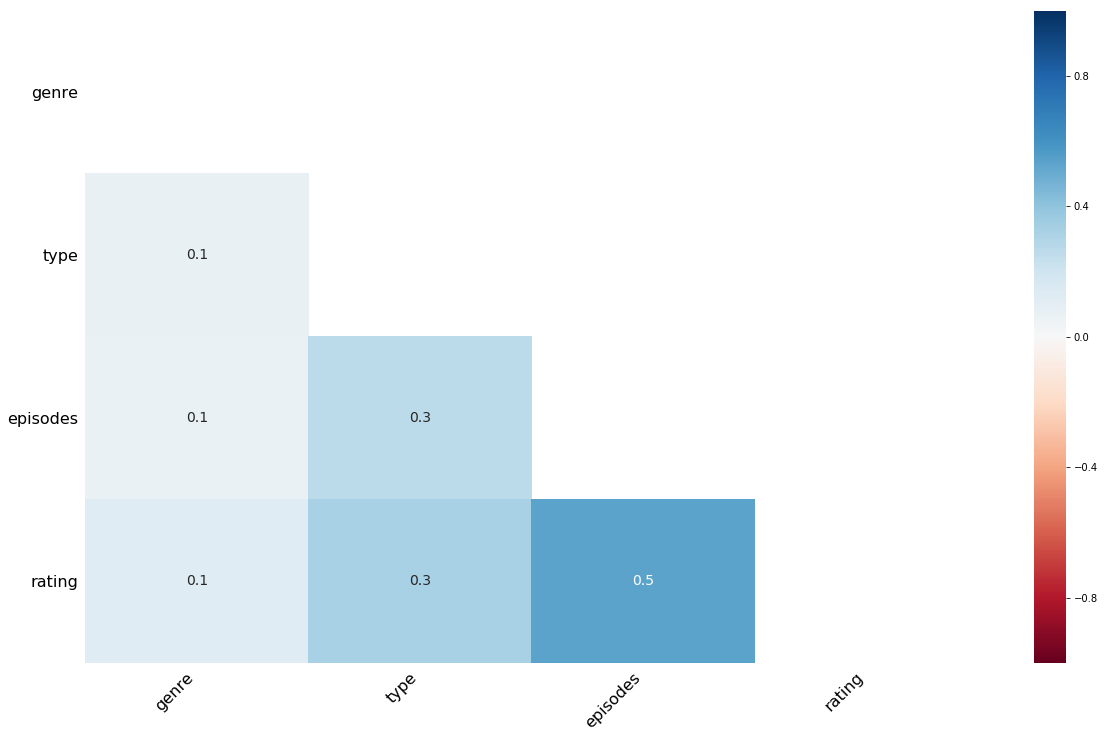 genre
type
0.1
episodes
0.1 0.3
rating
0.1 0.3 0.5
genre type episodes rating
0.8
0.4
0.0
−0.4
−0.8